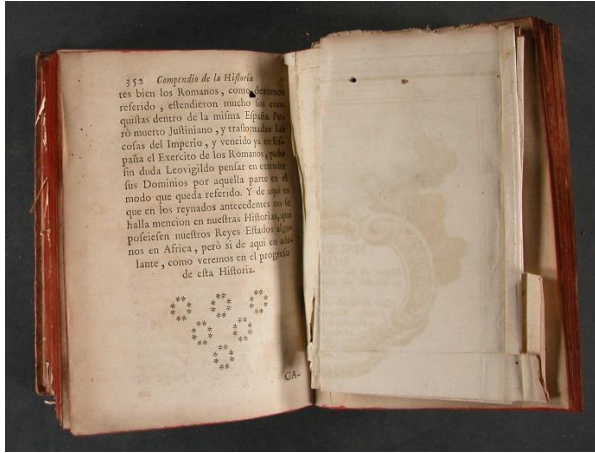 352 Compendio de la Hiſtoria
tes bien los Romanos, como dexamos
referido, eſtendieron mucho ſus con-
quiſtas dentro de la miſma Eſpaña. Pe-
rò muerto Juſtiniano, y traſtornadas las
coſas del Imperio, y vencido ya en Eſ-
paña el Exercito de los Romanos, pudo
ſin duda Leovigildo penſar en extender
ſus Dominios por aquella parte en el
modo que queda referido. Y de aqui es
que en los reynados antecedentes no ſe
halla mencion en nueſtras Hiſtorias, que
poſeieſen nueſtros Reyes Eſtados algu-
nos en Africa, però ſi de aqui en ade-
lante, como veremos en el progreſo
de eſta Hiſtoria.
CA-